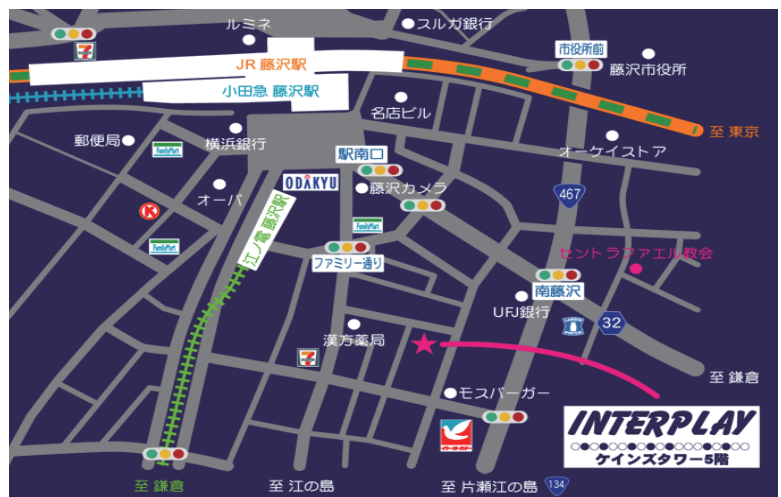 ルミネ
スルガ銀行
市役所前
藤沢市役所
JR 藤沢駅
小田急 藤沢駅
名店ビル
至 東京
郵便局
FamilyMart
横浜銀行
駅南口
オーケイストア
オーパ
ODAKYU
藤沢カメラ
467
K
FamilyMart
FamilyMart
江ノ電 藤沢駅
ファミリー通り
セントラファエル教会
南藤沢
UFJ銀行
32
漢方薬局
7
7
至 鎌倉
モスバーガー
INTERPLAY
ケインズタワー5階
至 鎌倉
至 江の島
至 片瀬江の島
134